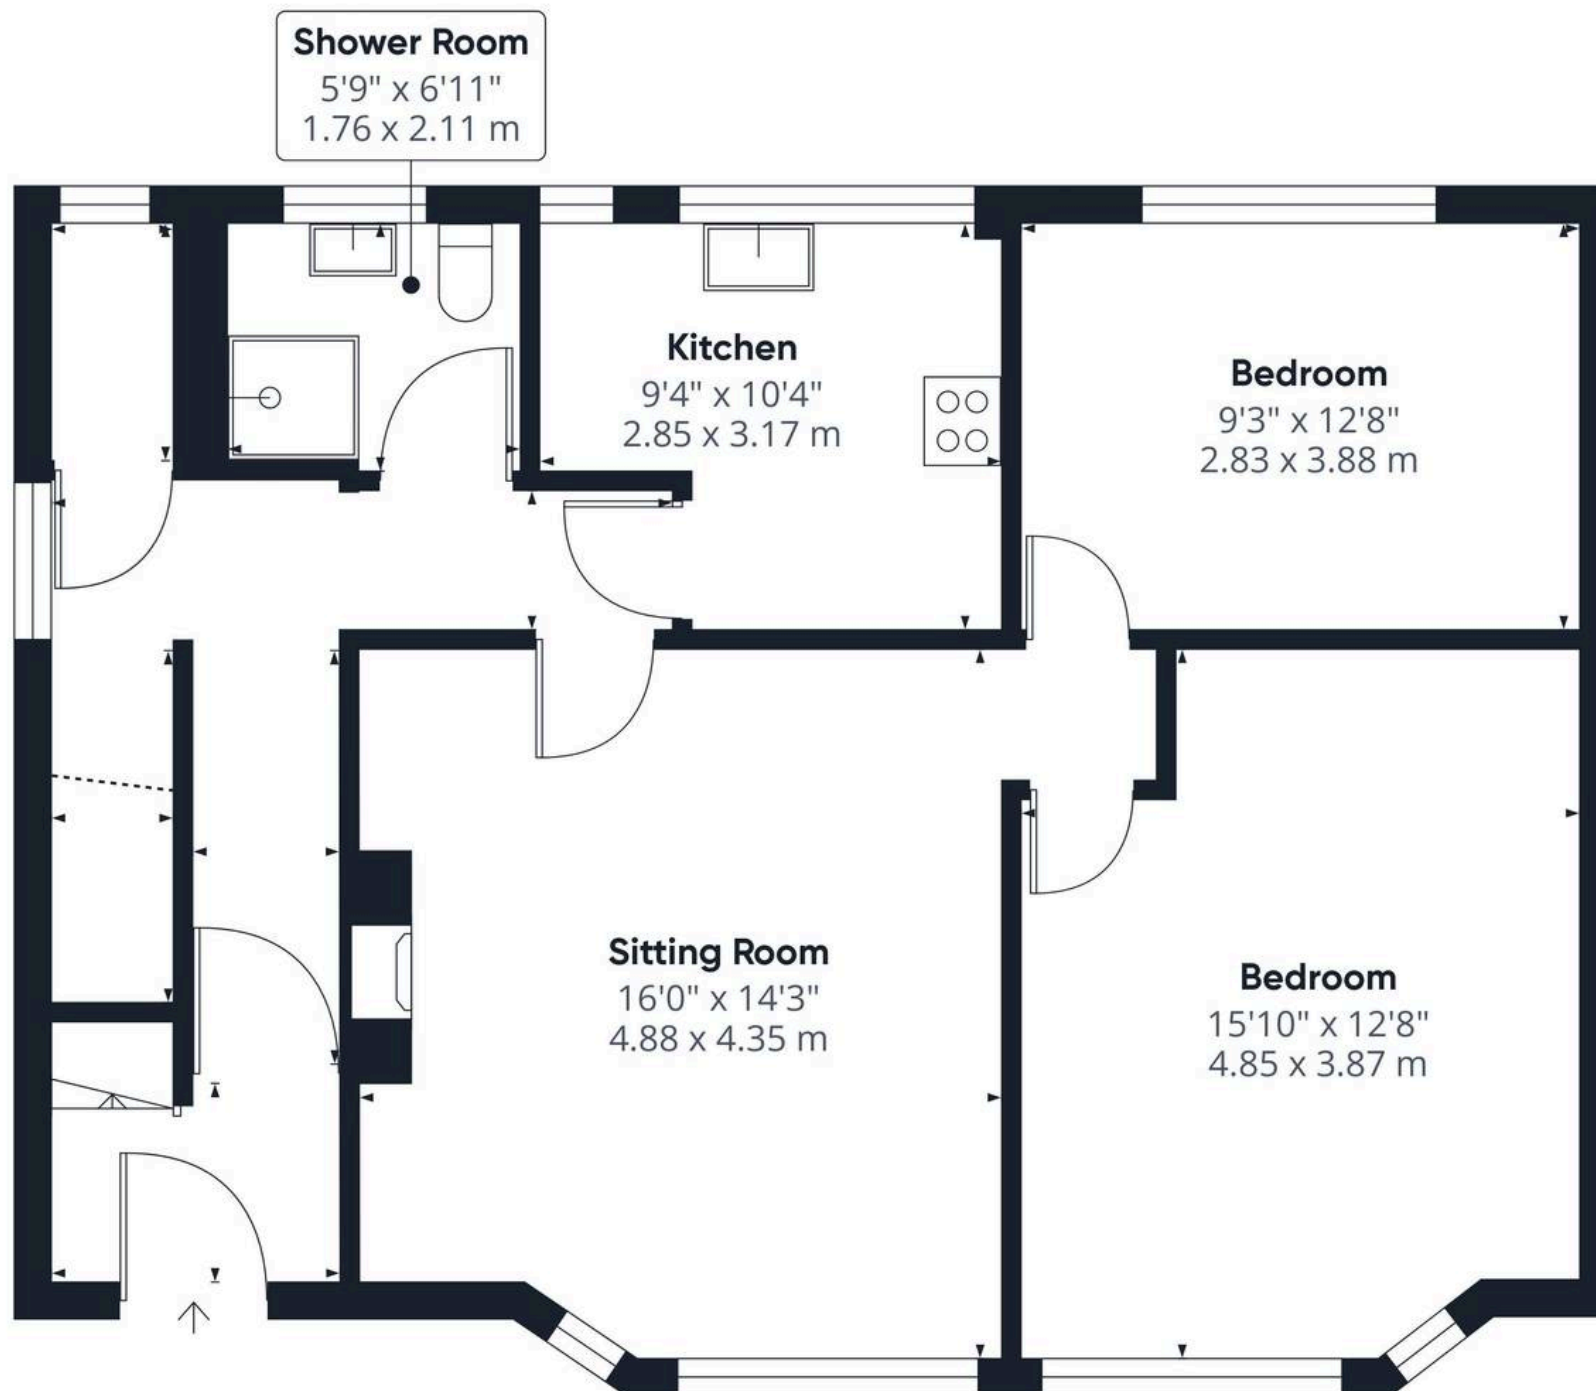 Shower Room
5'9" x 6'11"
1.76 x 2.11 m
Kitchen
9'4" x 10'4"
2.85 x 3.17 m
Bedroom
9'3" x 12'8"
2.83 x 3.88 m
Sitting Room
16'0" x 14'3"
4.88 x 4.35 m
Bedroom
15'10" x 12'8"
4.85 x 3.87 m